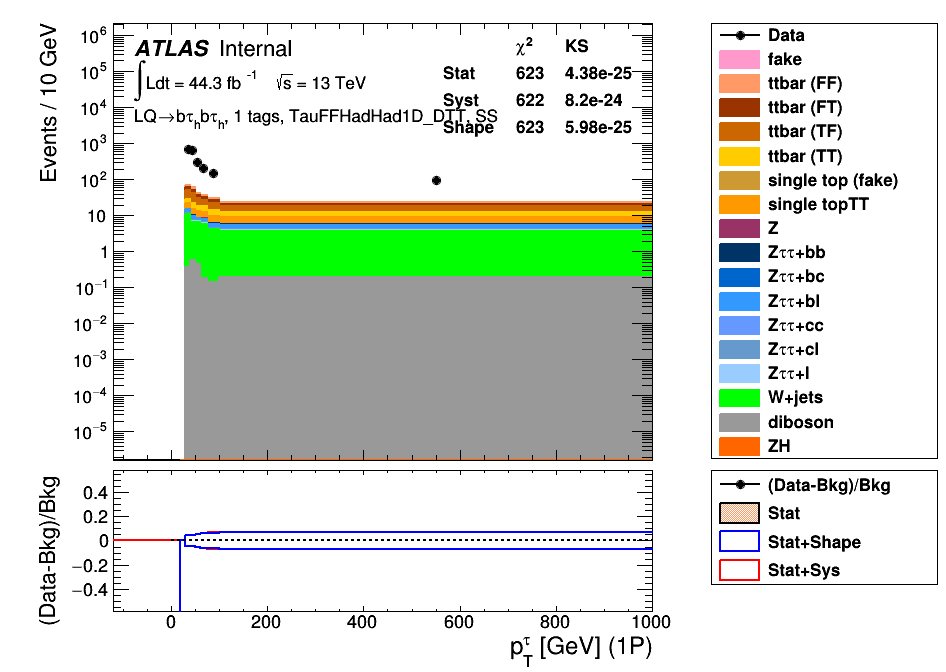 ATLAS Internal
∫Ldt = 44.3 fb⁻¹ √s = 13 TeV
LQ→bτₕbτₕ, 1 tags, TauFFHadHad1D_DTT, SS
χ² KS
Stat 623 4.38e-25
Syst 622 8.2e-24
Shape 623 5.98e-25
Events / 10 GeV
10⁶
10⁵
10⁴
10³
10²
10
1
10⁻¹
10⁻²
10⁻³
10⁻⁴
10⁻⁵
Data
fake
ttbar (FF)
ttbar (FT)
ttbar (TF)
ttbar (TT)
single top (fake)
single topTT
Z
Zττ+bb
Zττ+bc
Zττ+bl
Zττ+cc
Zττ+cl
Zττ+l
W+jets
diboson
ZH
(Data-Bkg)/Bkg
0.4
0.2
0
−0.2
−0.4
0 200 400 600 800 1000
p_T^τ [GeV] (1P)
(Data-Bkg)/Bkg
Stat
Stat+Shape
Stat+Sys